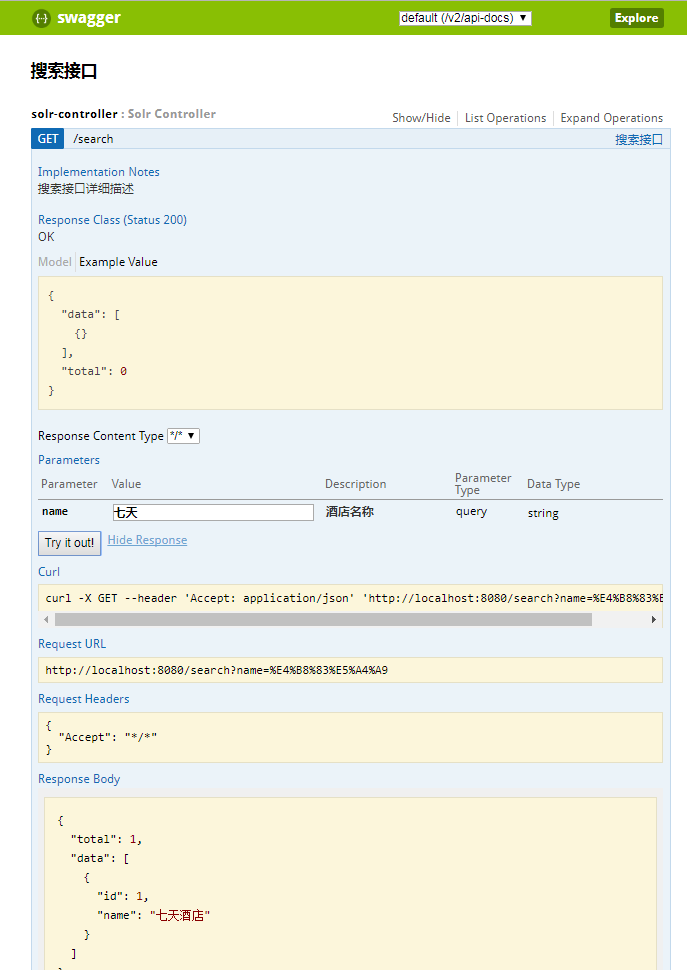 swagger default (/v2/api-docs) ▼ Explore
搜索接口
solr-controller : Solr Controller Show/Hide List Operations Expand Operations
GET /search 搜索接口
Implementation Notes
搜索接口详细描述
Response Class (Status 200)
OK
Model Example Value
{
"data": [
{}
],
"total": 0
}
Response Content Type */* ▼
Parameters
Parameter Value Description Parameter Type Data Type
name 七天 酒店名称 query string
Try it out! Hide Response
Curl
curl -X GET --header 'Accept: application/json' 'http://localhost:8080/search?name=%E4%B8%83%E
Request URL
http://localhost:8080/search?name=%E4%B8%83%E5%A4%A9
Request Headers
{
"Accept": "*/*"
}
Response Body
{
"total": 1,
"data": [
{
"id": 1,
"name": "七天酒店"
}
]